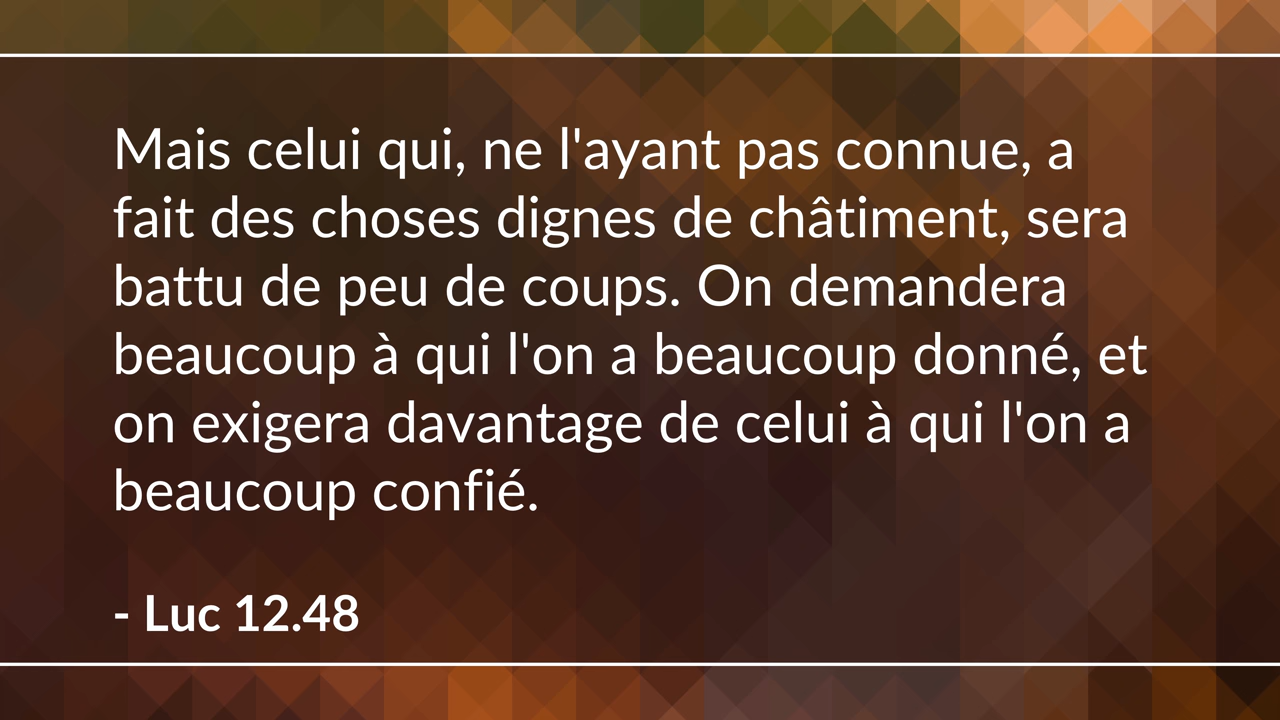 Mais celui qui, ne l'ayant pas connue, a
fait des choses dignes de châtiment, sera
battu de peu de coups. On demandera
beaucoup à qui l'on a beaucoup donné, et
on exigera davantage de celui à qui l'on a
beaucoup confié.
- Luc 12.48